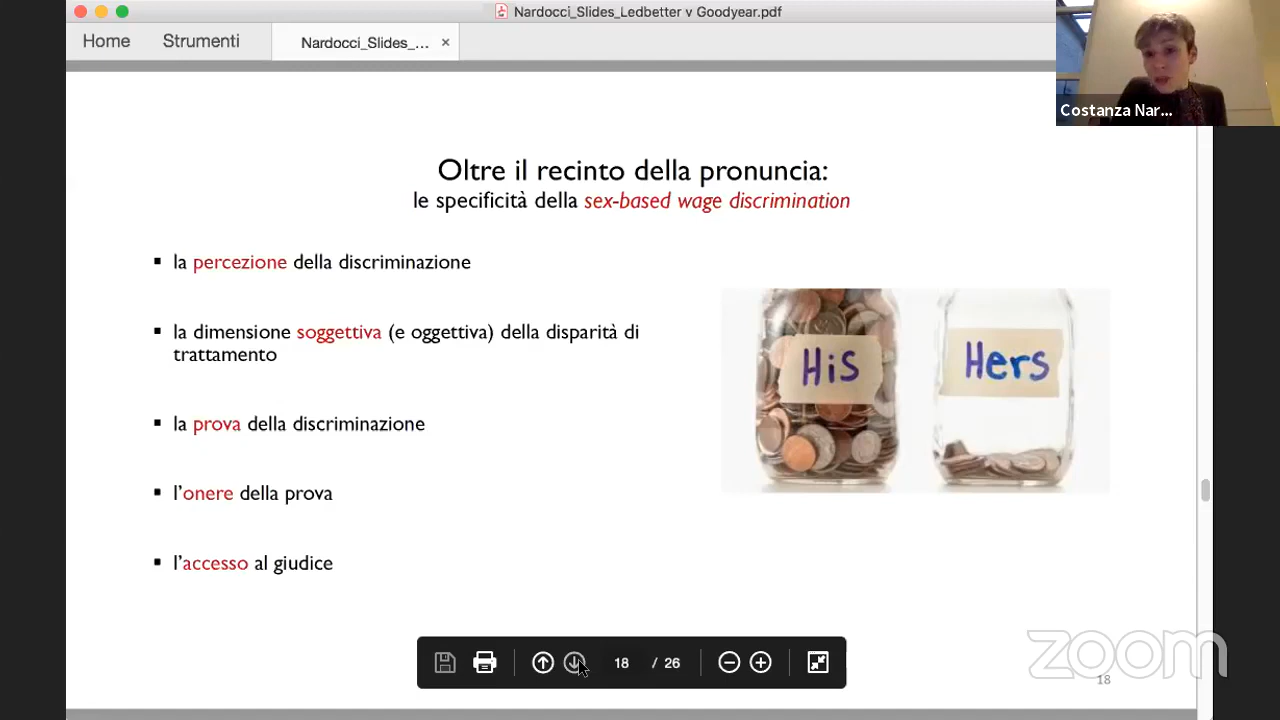 Nardocci_Slides_Ledbetter v Goodyear.pdf
Home Strumenti Nardocci_Slides_... ×
Costanza Nar...
Oltre il recinto della pronuncia:
le specificità della sex-based wage discrimination
▪ la percezione della discriminazione
▪ la dimensione soggettiva (e oggettiva) della disparità di
trattamento
▪ la prova della discriminazione
▪ l'onere della prova
▪ l'accesso al giudice
His
Hers
18 / 26
zoom
18